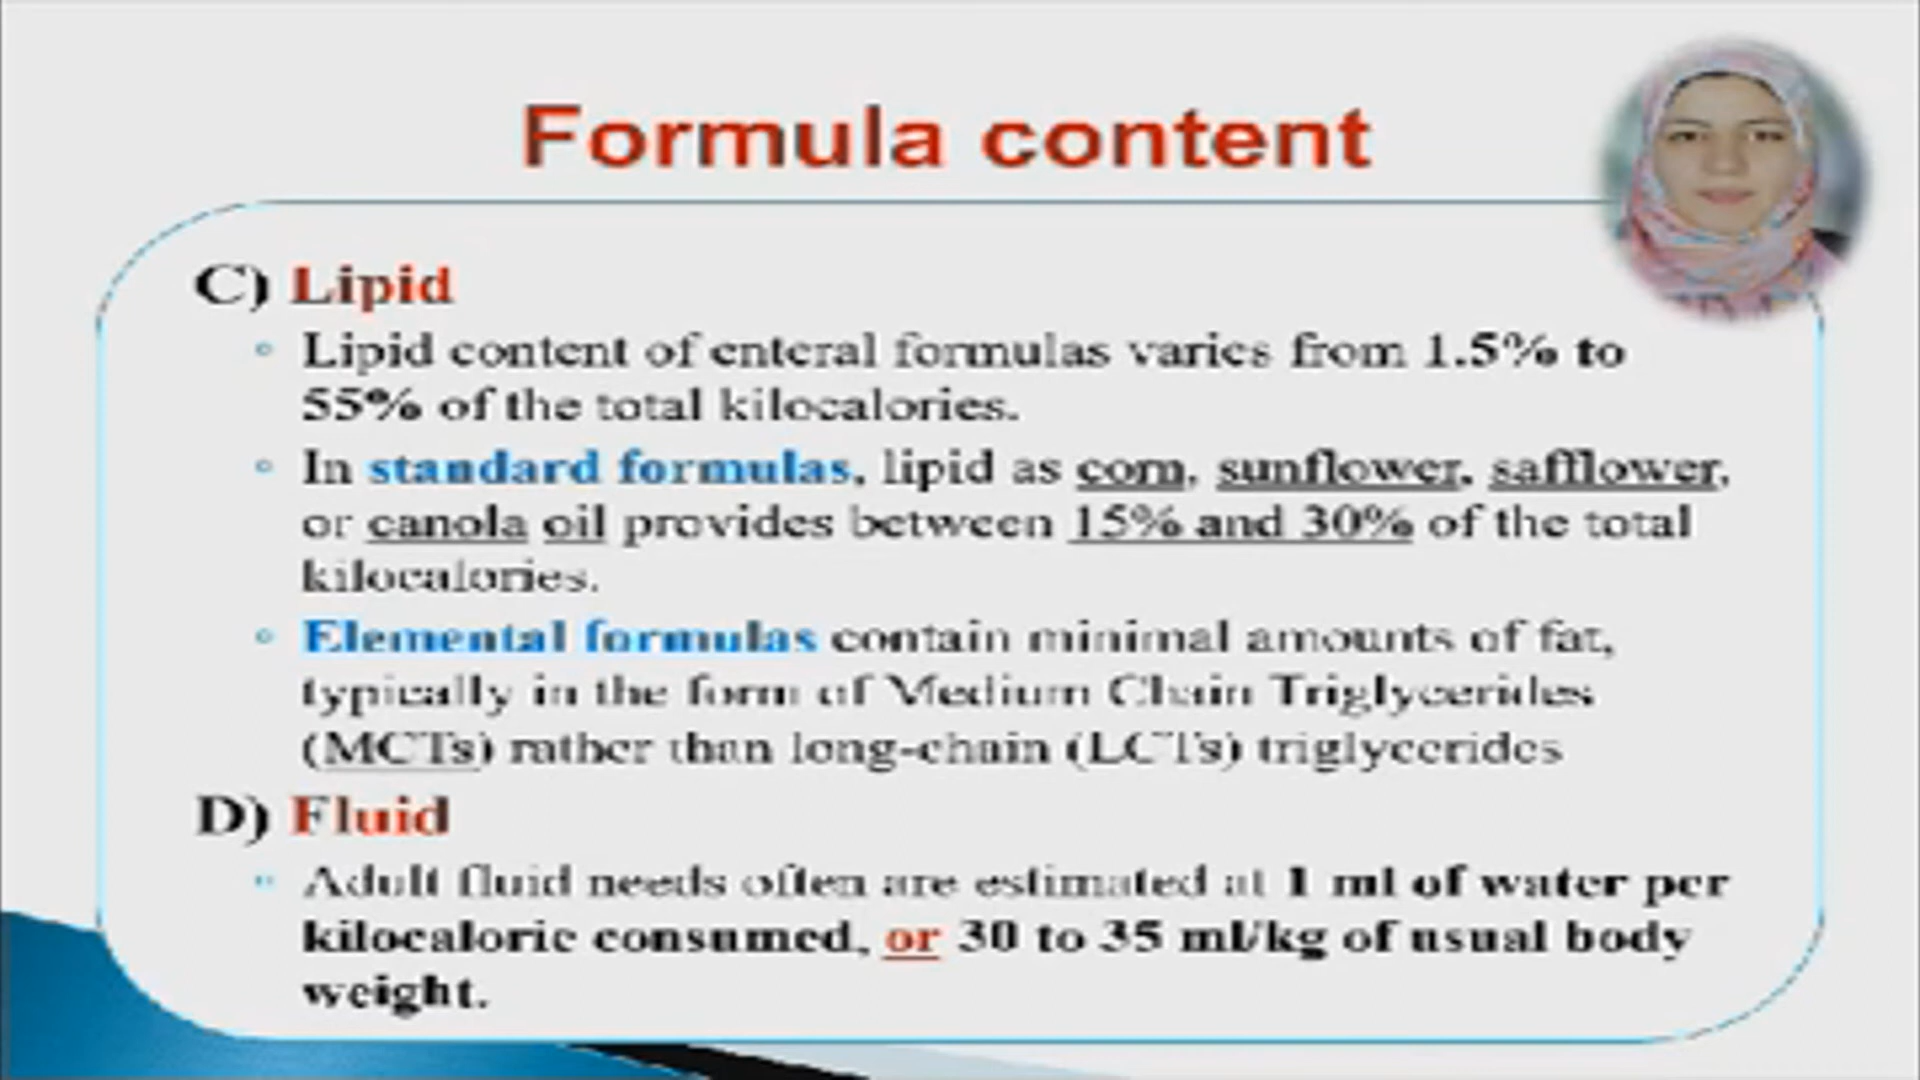 Formula content
C) Lipid
Lipid content of enteral formulas varies from 1.5% to
55% of the total kilocalories.
In standard formulas, lipid as corn, sunflower, safflower,
or canola oil provides between 15% and 30% of the total
kilocalories.
Elemental formulas contain minimal amounts of fat,
typically in the form of Medium Chain Triglycerides
(MCTs) rather than long-chain (LCTs) triglycerides
D) Fluid
Adult fluid needs often are estimated at 1 ml of water per
kilocaloric consumed, or 30 to 35 ml/kg of usual body
weight.